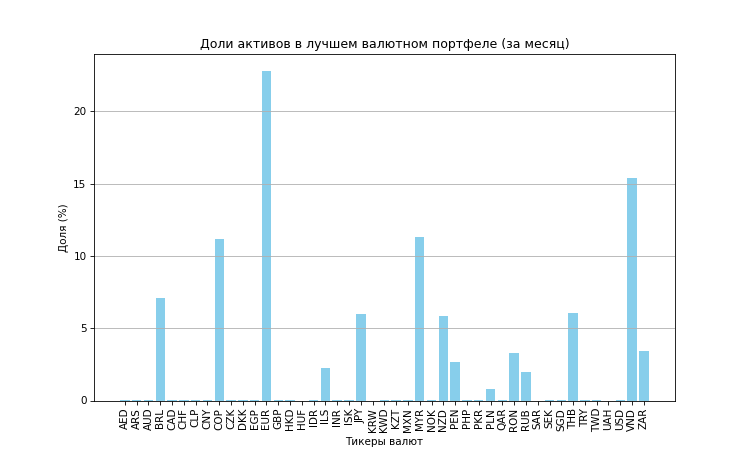 Доли активов в лучшем валютном портфеле (за месяц)
Доля (%)
20
15
10
5
0
AED ARS AUD BRL CAD CHF CLP CNY COP CZK DKK EGP EUR GBP HKD HUF IDR ILS INR ISK JPY KRW KWD KZT MXN MYR NOK NZD PEN PHP PKR PLN QAR RON RUB SAR SEK SGD THB TRY TWD UAH USD VND ZAR
Тикеры валют